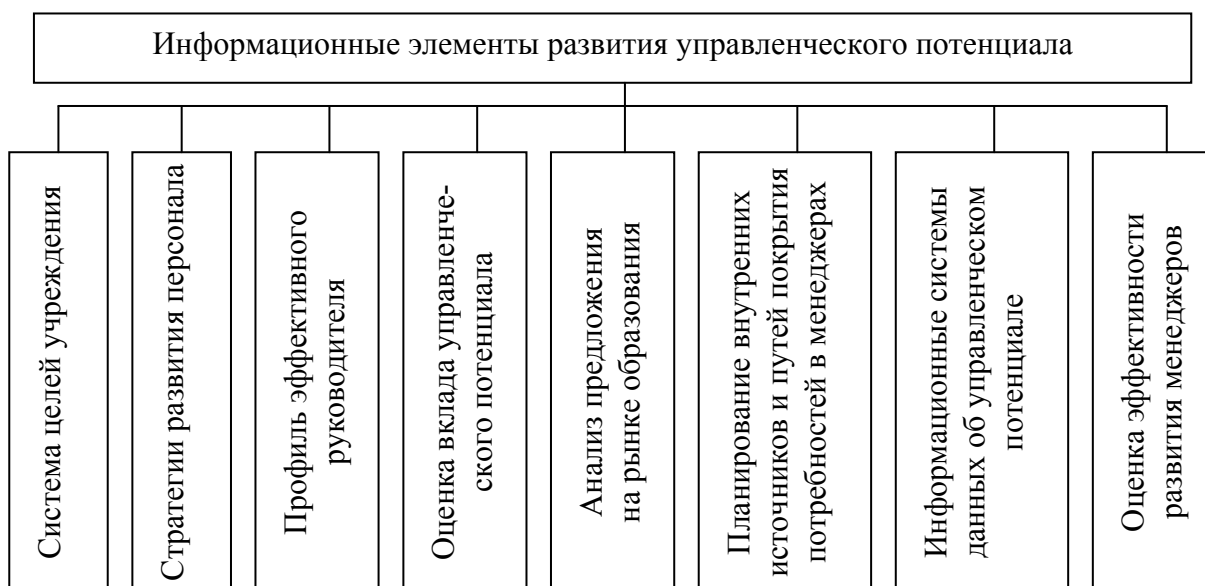 Информационные элементы развития управленческого потенциала
Система целей учреждения
Стратегии развития персонала
Профиль эффективного
руководителя
Оценка вклада управленче-
ского потенциала
Анализ предложения
на рынке образования
Планирование внутренних
источников и путей покрытия
потребностей в менеджерах
Информационные системы
данных об управленческом
потенциале
Оценка эффективности
развития менеджеров